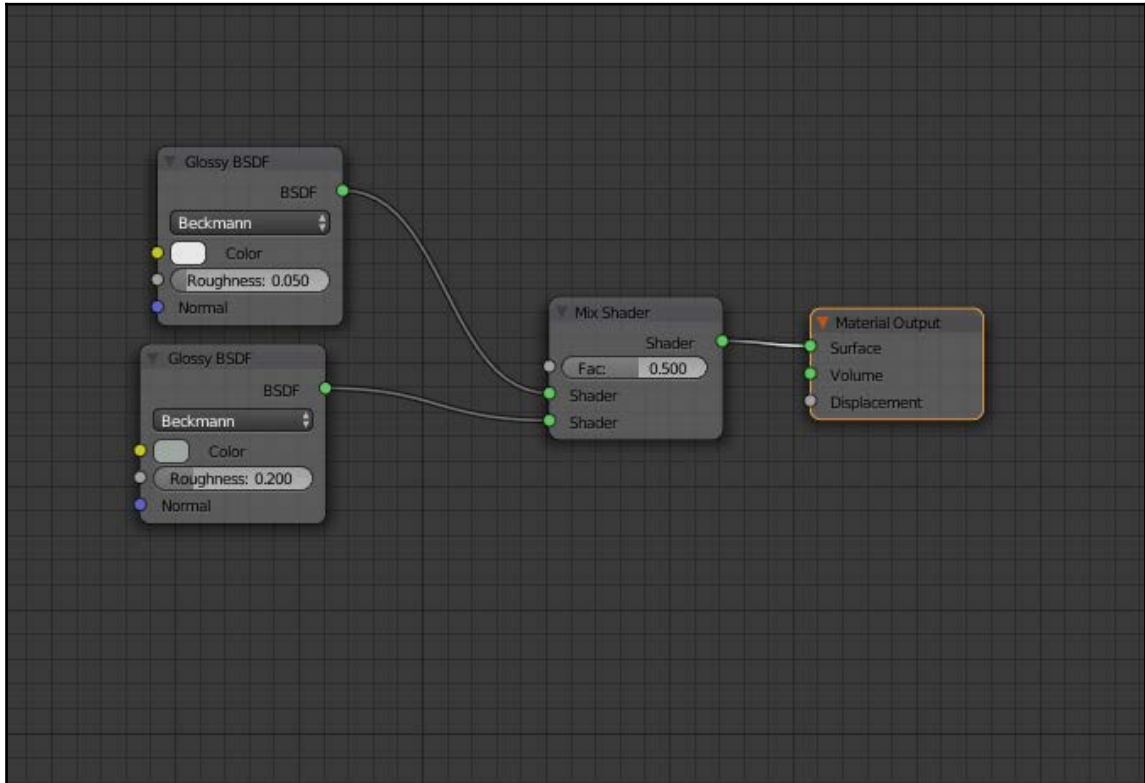 Glossy BSDF
BSDF
Beckmann
Color
Roughness: 0.050
Normal
Glossy BSDF
BSDF
Beckmann
Color
Roughness: 0.200
Normal
Mix Shader
Shader
Fac: 0.500
Shader
Shader
Material Output
Surface
Volume
Displacement